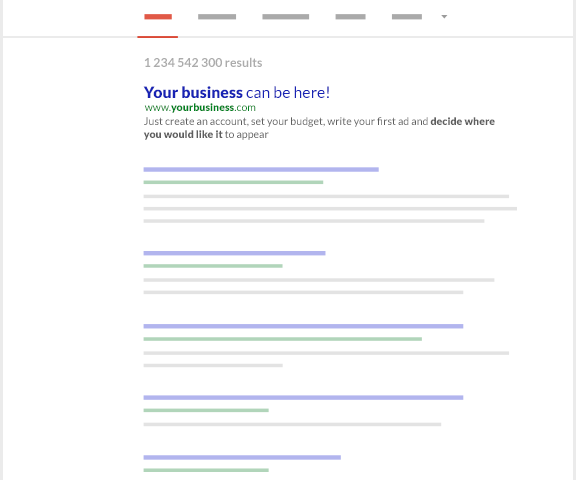 1 234 542 300 results
Your business can be here!
www.yourbusiness.com
Just create an account, set your budget, write your first ad and decide where
you would like it to appear